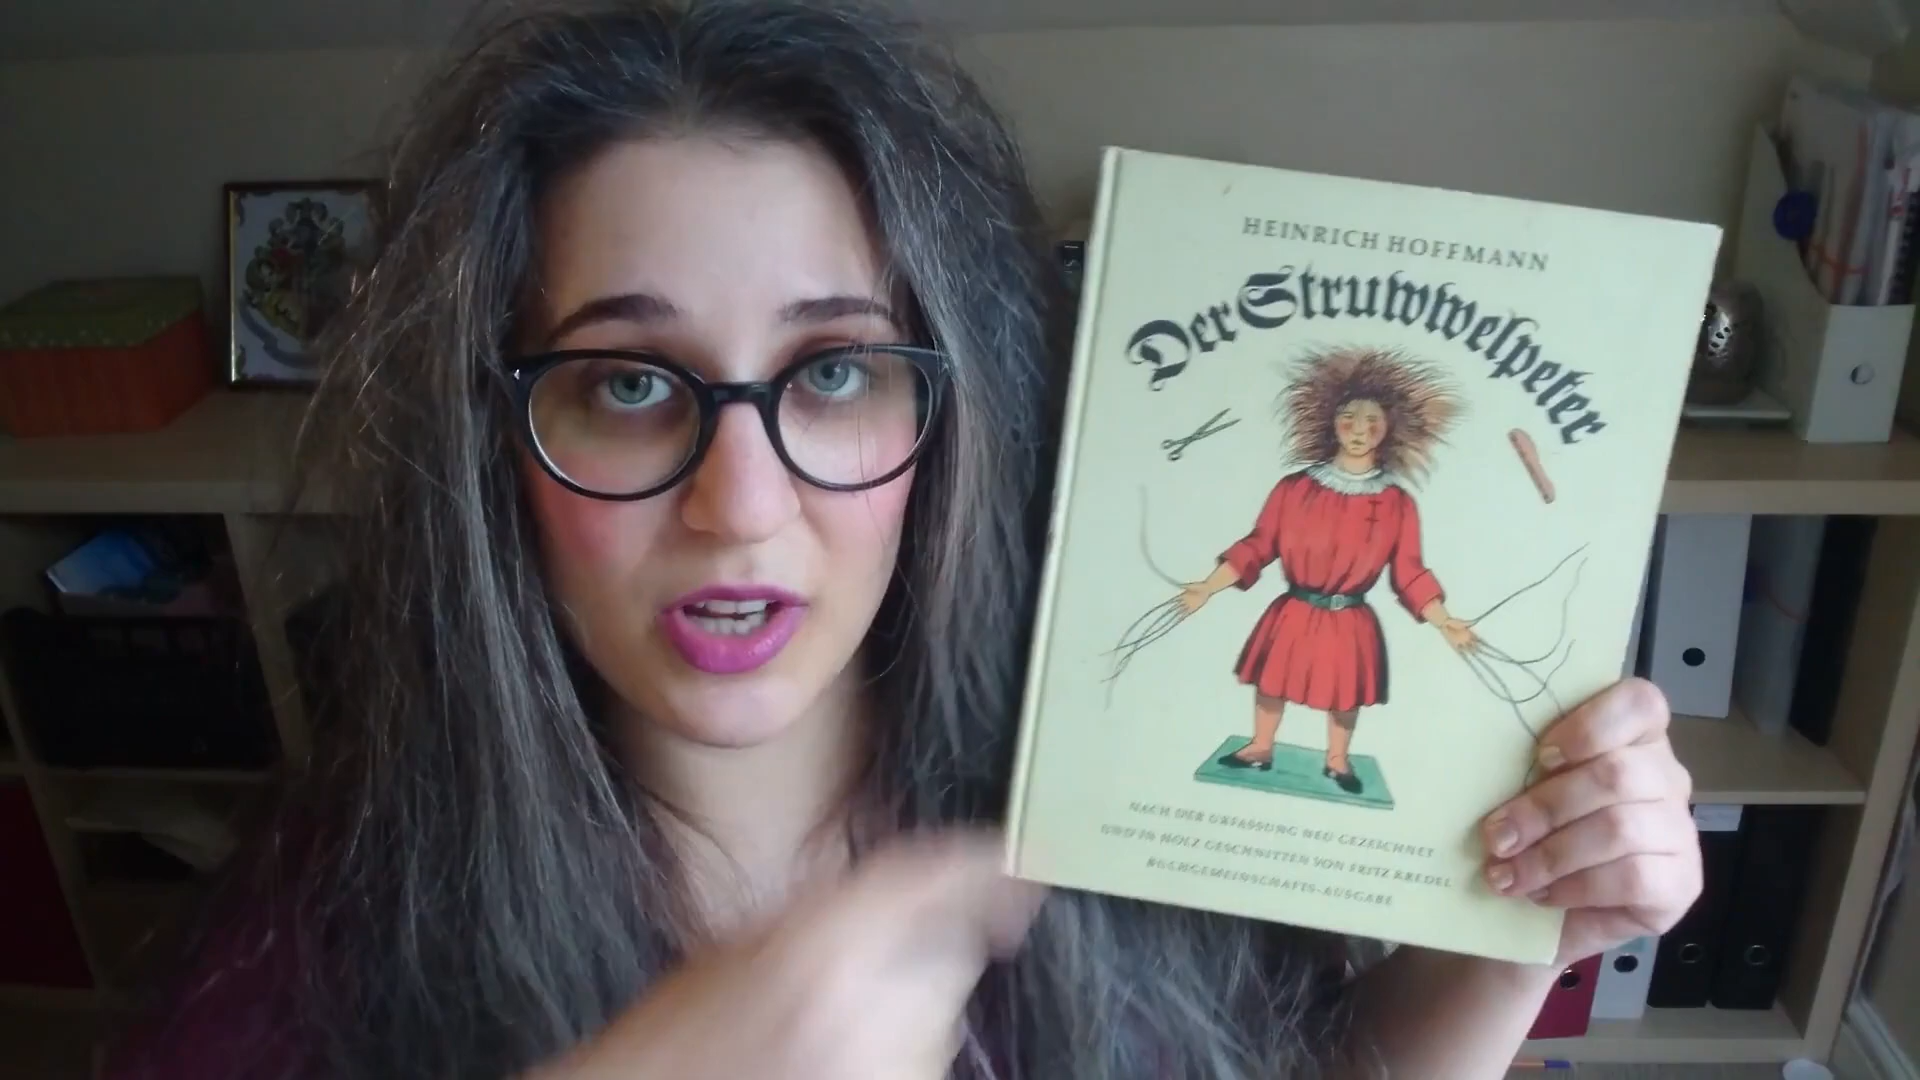 HEINRICH HOFFMANN
Der Struwwelpeter
NACH DER URFASSUNG NEU GEZEICHNET
UND IN HOLZ GESCHNITTEN VON FRITZ KREDEL
BUCHGEMEINSCHAFTS-AUSGABE